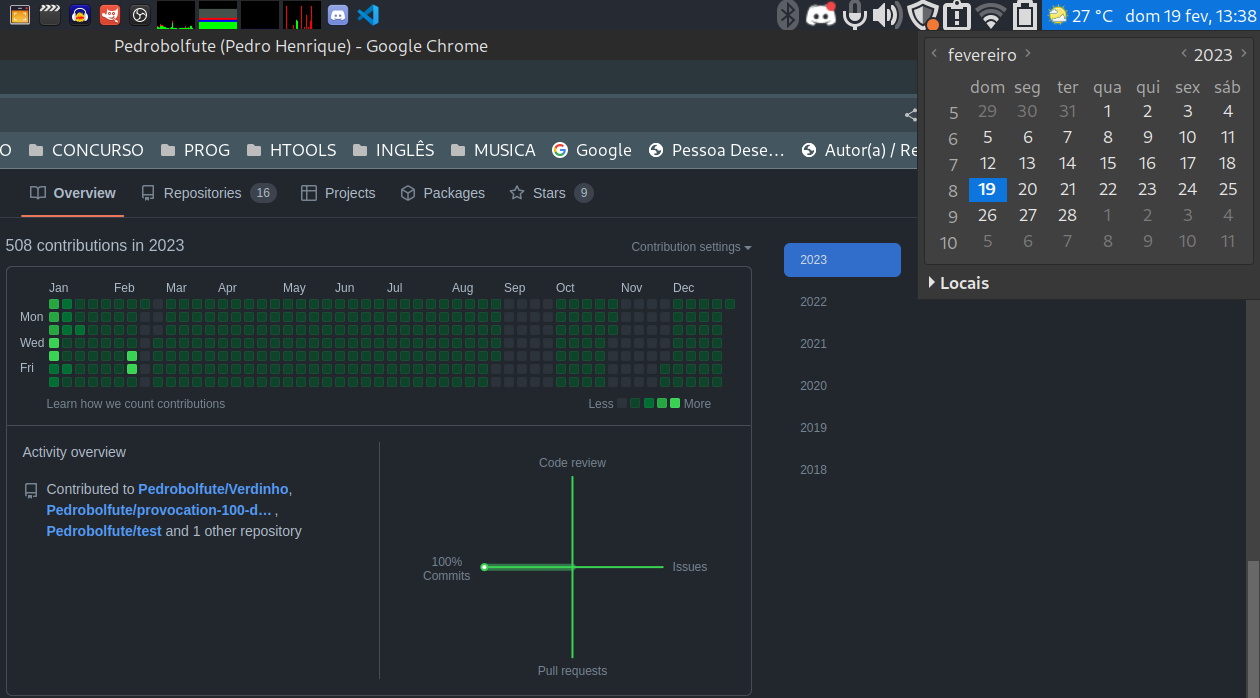 27 °C dom 19 fev, 13:38
Pedrobolfute (Pedro Henrique) - Google Chrome
fevereiro 2023
dom seg ter qua qui sex sáb
5 29 30 31 1 2 3 4
6 5 6 7 8 9 10 11
7 12 13 14 15 16 17 18
8 19 20 21 22 23 24 25
9 26 27 28 1 2 3 4
10 5 6 7 8 9 10 11
Locais
O CONCURSO PROG HTOOLS INGLÊS MUSICA Google Pessoa Dese... Autor(a) / Re
Overview Repositories 16 Projects Packages Stars 9
508 contributions in 2023
Contribution settings
Jan Feb Mar Apr May Jun Jul Aug Sep Oct Nov Dec
Mon
Wed
Fri
Learn how we count contributions
Less More
2023
2022
2021
2020
2019
2018
Activity overview
Contributed to Pedrobolfute/Verdinho,
Pedrobolfute/provocation-100-d... ,
Pedrobolfute/test and 1 other repository
Code review
100%
Commits
Issues
Pull requests